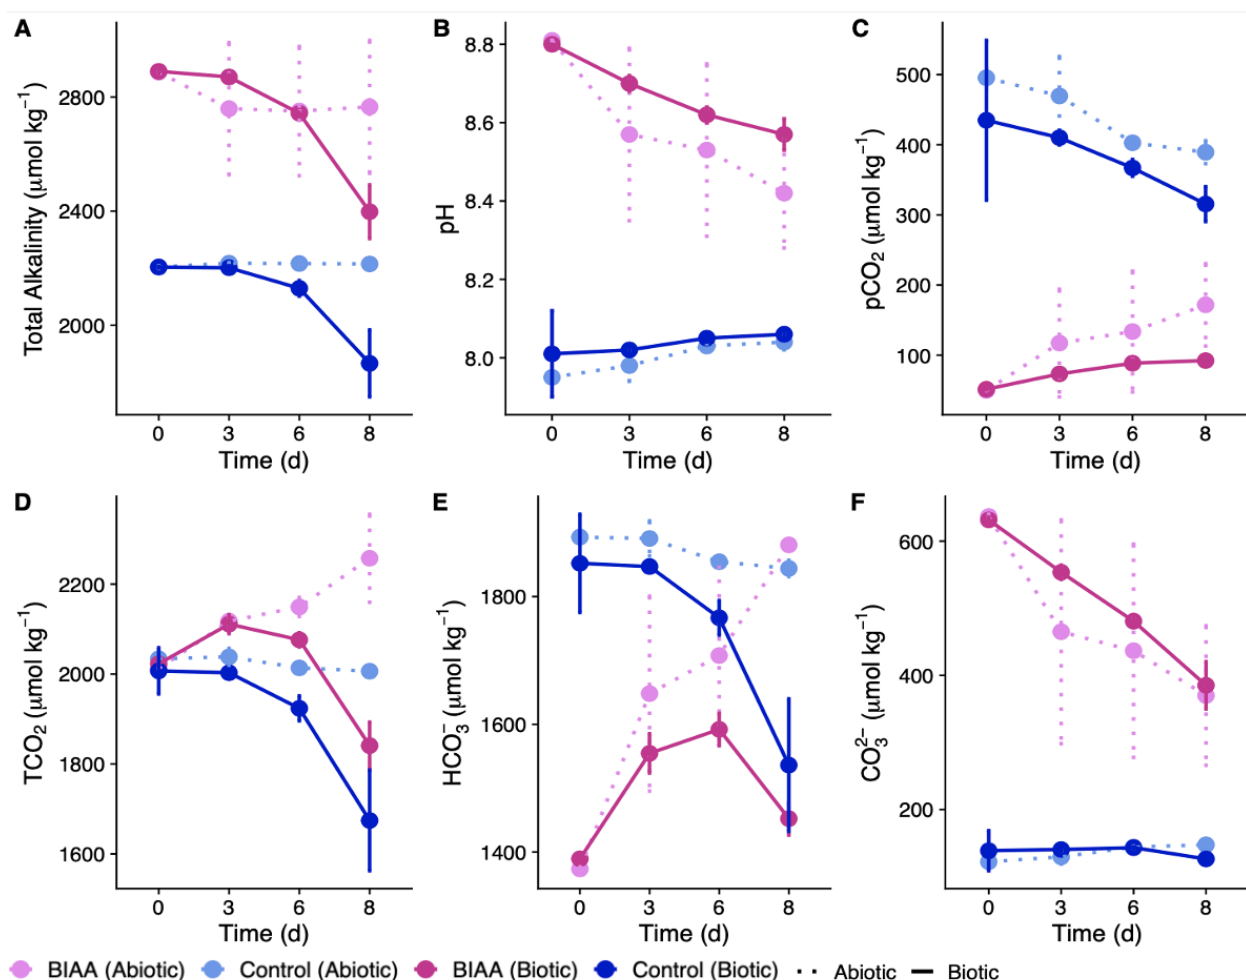 A
Total Alkalinity (μmol kg⁻¹)
2800
2400
2000
0 3 6 8
Time (d)
B
pH
8.8
8.6
8.4
8.2
8.0
0 3 6 8
Time (d)
C
pCO₂ (μmol kg⁻¹)
500
400
300
200
100
0 3 6 8
Time (d)
D
TCO₂ (μmol kg⁻¹)
2200
2000
1800
1600
0 3 6 8
Time (d)
E
HCO₃⁻ (μmol kg⁻¹)
1800
1600
1400
0 3 6 8
Time (d)
F
CO₃²⁻ (μmol kg⁻¹)
600
400
200
0 3 6 8
Time (d)
BIAA (Abiotic) Control (Abiotic) BIAA (Biotic) Control (Biotic) Abiotic Biotic